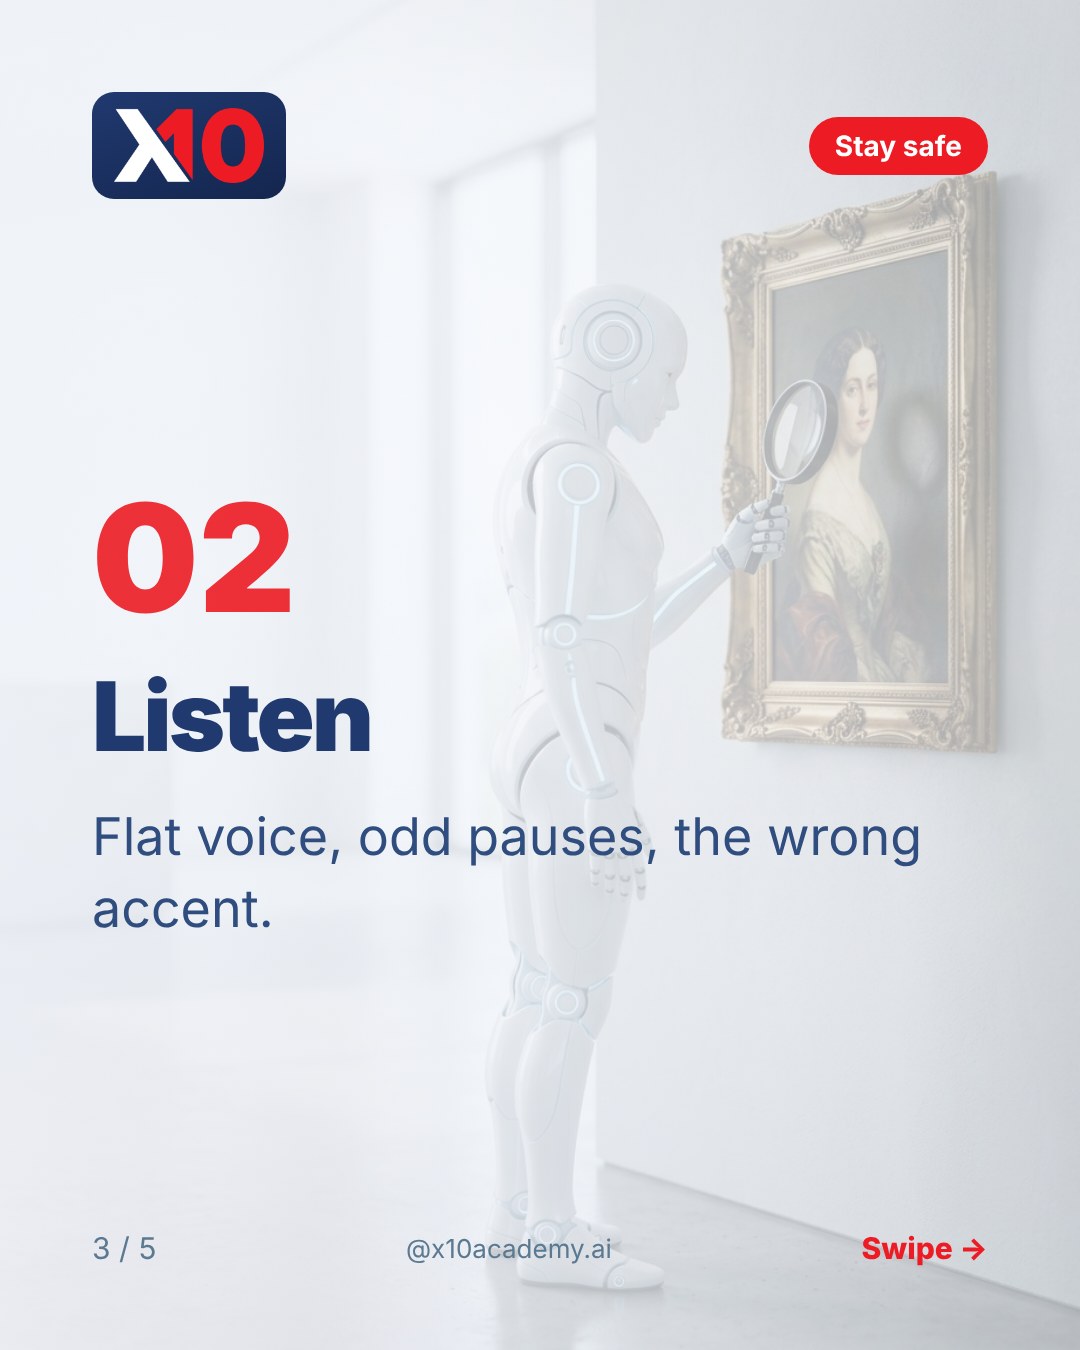 X10
Stay safe
02
Listen
Flat voice, odd pauses, the wrong
accent.
3 / 5
@x10academy.ai
Swipe →